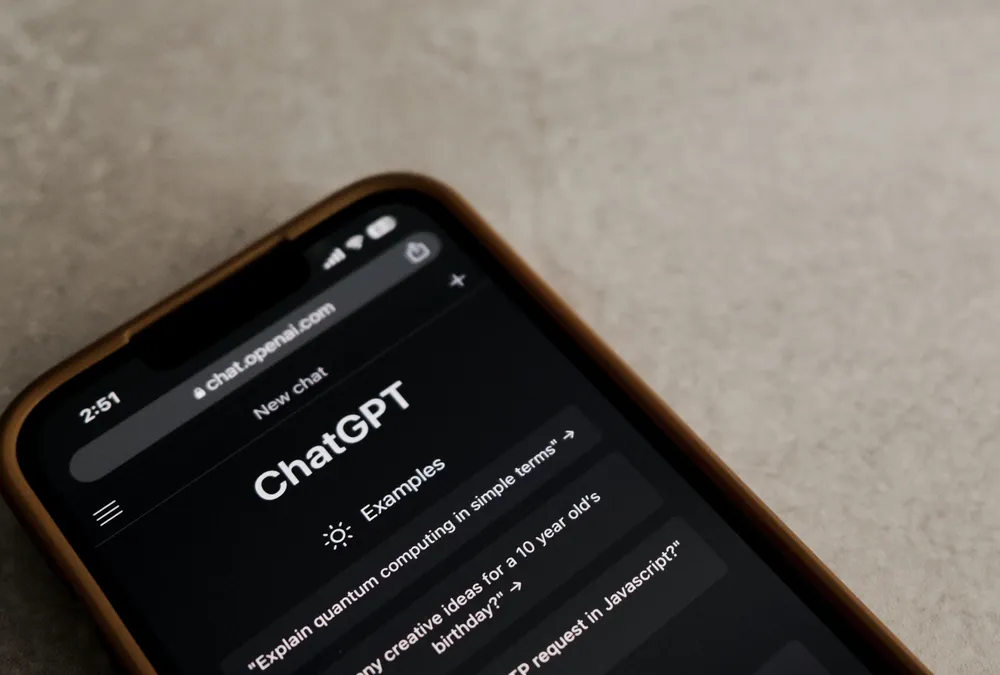 2:51
chat.openai.com
New chat
ChatGPT
Examples
"Explain quantum computing in simple terms" →
creative ideas for a 10 year old's
birthday?" →
request in Javascript?"